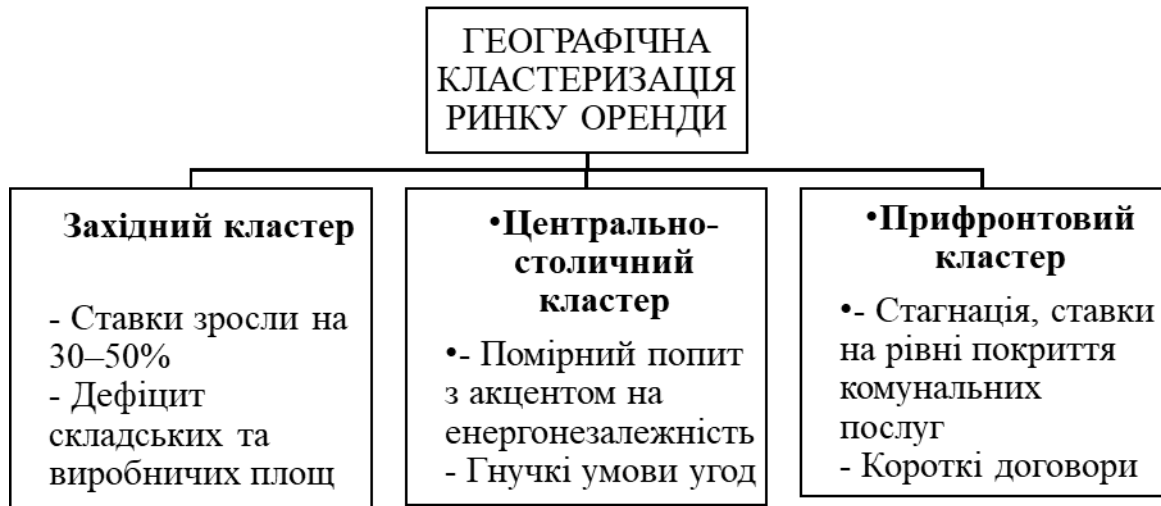 ГЕОГРАФІЧНА
КЛАСТЕРИЗАЦІЯ
РИНКУ ОРЕНДИ
Західний кластер
- Ставки зросли на
30–50%
- Дефіцит
складських та
виробничих площ
•Центрально-
столичний
кластер
•- Помірний попит
з акцентом на
енергонезалежність
- Гнучкі умови угод
•Прифронтовий
кластер
•- Стагнація, ставки
на рівні покриття
комунальних
послуг
- Короткі договори